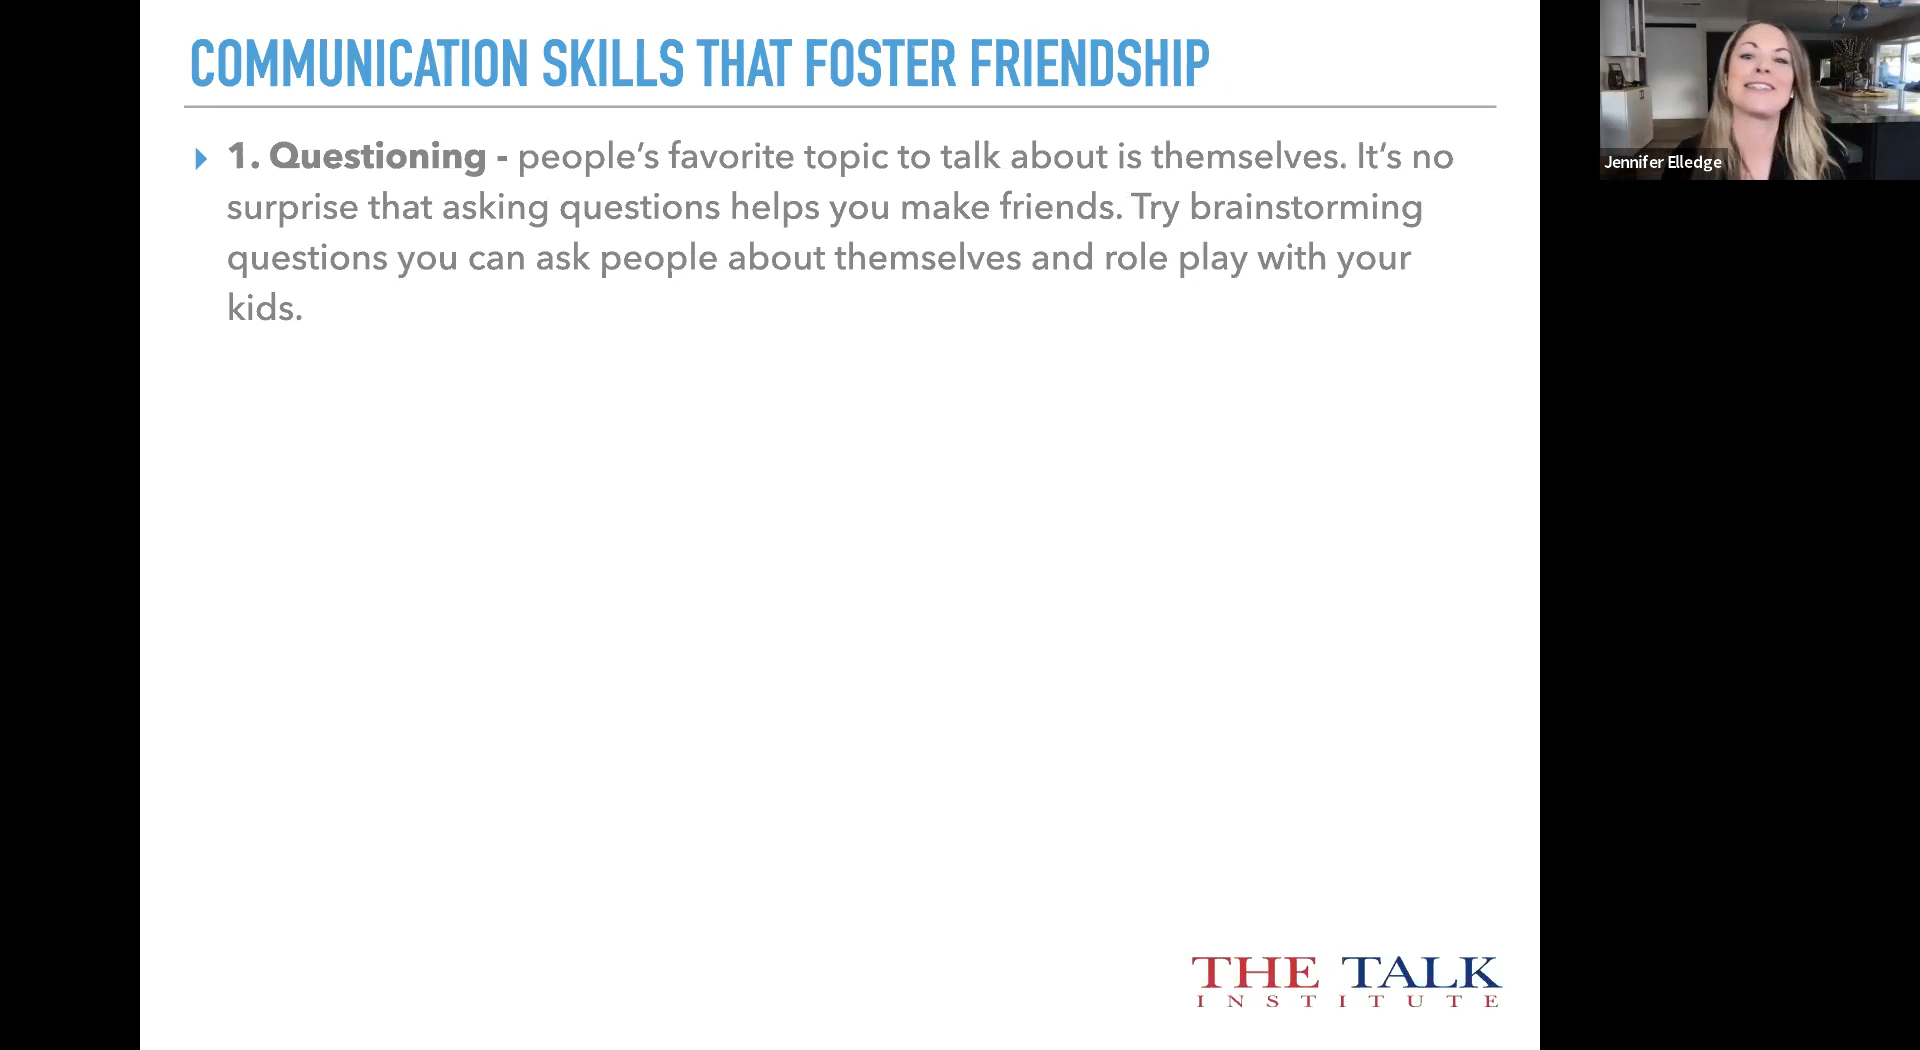 COMMUNICATION SKILLS THAT FOSTER FRIENDSHIP
1. Questioning - people's favorite topic to talk about is themselves. It's no
surprise that asking questions helps you make friends. Try brainstorming
questions you can ask people about themselves and role play with your
kids.
Jennifer Elledge
THE TALK
INSTITUTE